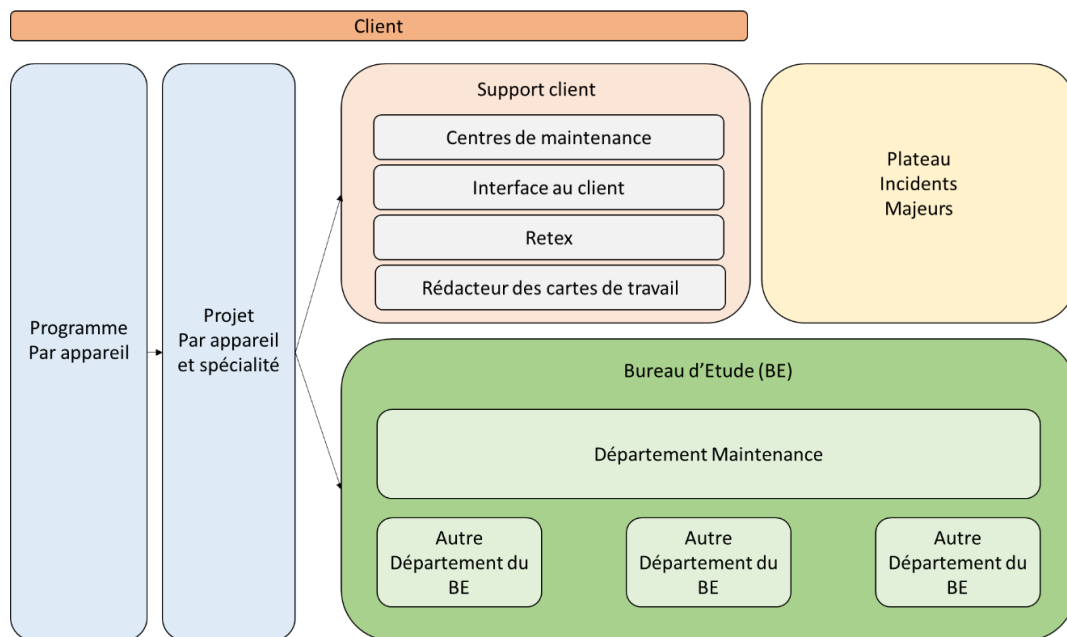 Client
Programme
Par appareil
Projet
Par appareil
et spécialité
Support client
Centres de maintenance
Interface au client
Retex
Rédacteur des cartes de travail
Plateau
Incidents
Majeurs
Bureau d’Etude (BE)
Département Maintenance
Autre
Département du
BE
Autre
Département du
BE
Autre
Département du
BE